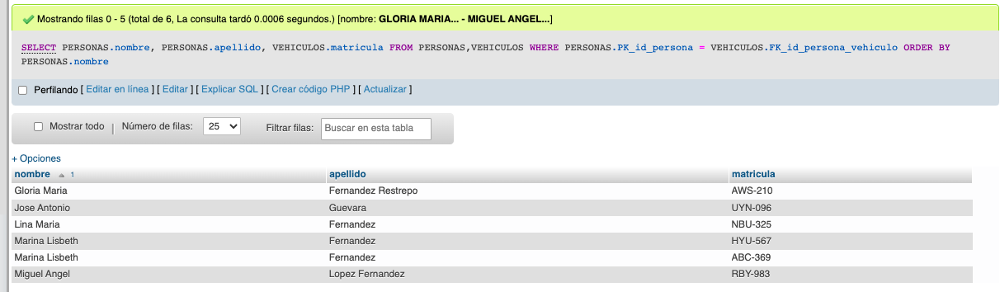 Mostrando filas 0 - 5 (total de 6, La consulta tardó 0.0006 segundos.) [nombre: GLORIA MARIA... - MIGUEL ANGEL...]
SELECT PERSONAS.nombre, PERSONAS.apellido, VEHICULOS.matricula FROM PERSONAS,VEHICULOS WHERE PERSONAS.PK_id_persona = VEHICULOS.FK_id_persona_vehiculo ORDER BY
PERSONAS.nombre
Perfilando [ Editar en línea ] [ Editar ] [ Explicar SQL ] [ Crear código PHP ] [ Actualizar ]
Mostrar todo | Número de filas: 25 Filtrar filas: Buscar en esta tabla
+ Opciones
nombre 1 apellido matricula
Gloria Maria Fernandez Restrepo AWS-210
Jose Antonio Guevara UYN-096
Lina Maria Fernandez NBU-325
Marina Lisbeth Fernandez HYU-567
Marina Lisbeth Fernandez ABC-369
Miguel Angel Lopez Fernandez RBY-983